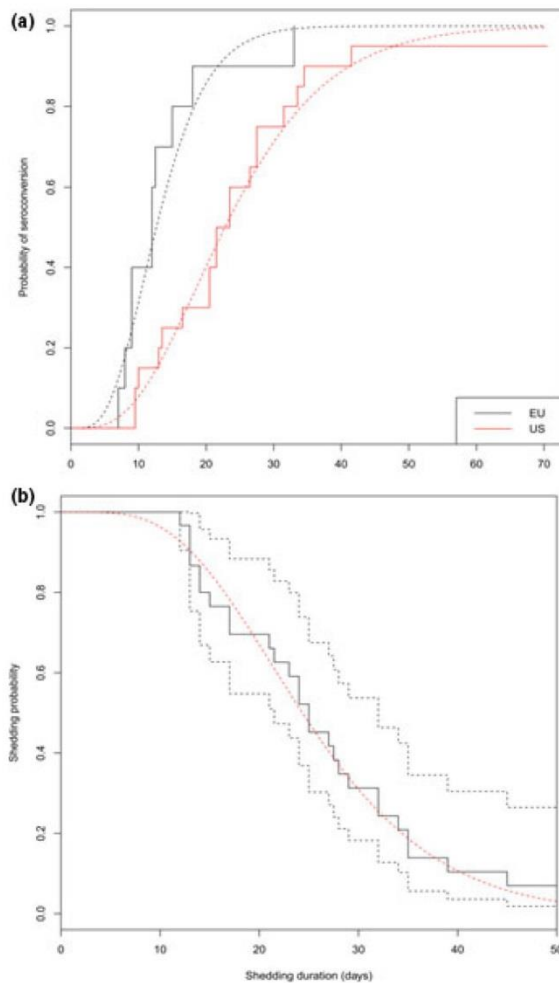 (a)
Probability of seroconversion
1.0
0.8
0.6
0.4
0.2
0.0
EU
US
0 10 20 30 40 50 60 70
(b)
Shedding probability
1.0
0.8
0.6
0.4
0.2
0.0
0 10 20 30 40 50
Shedding duration (days)